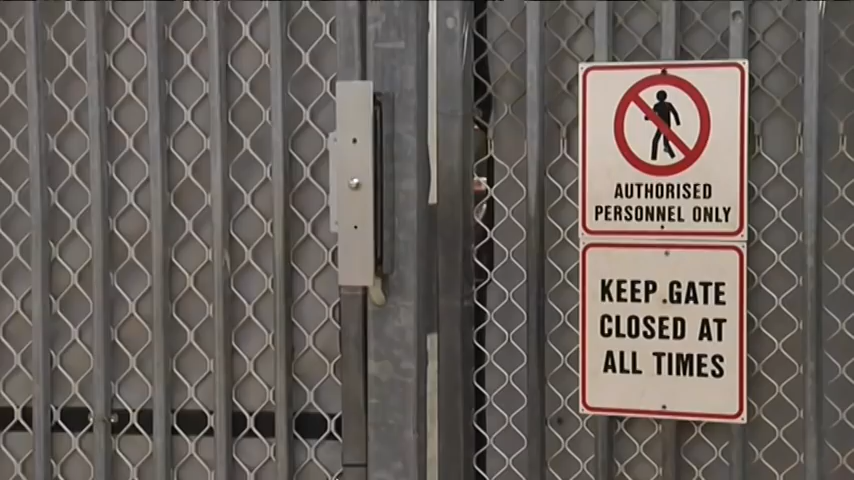 AUTHORISED
PERSONNEL ONLY
KEEP GATE
CLOSED AT
ALL TIMES